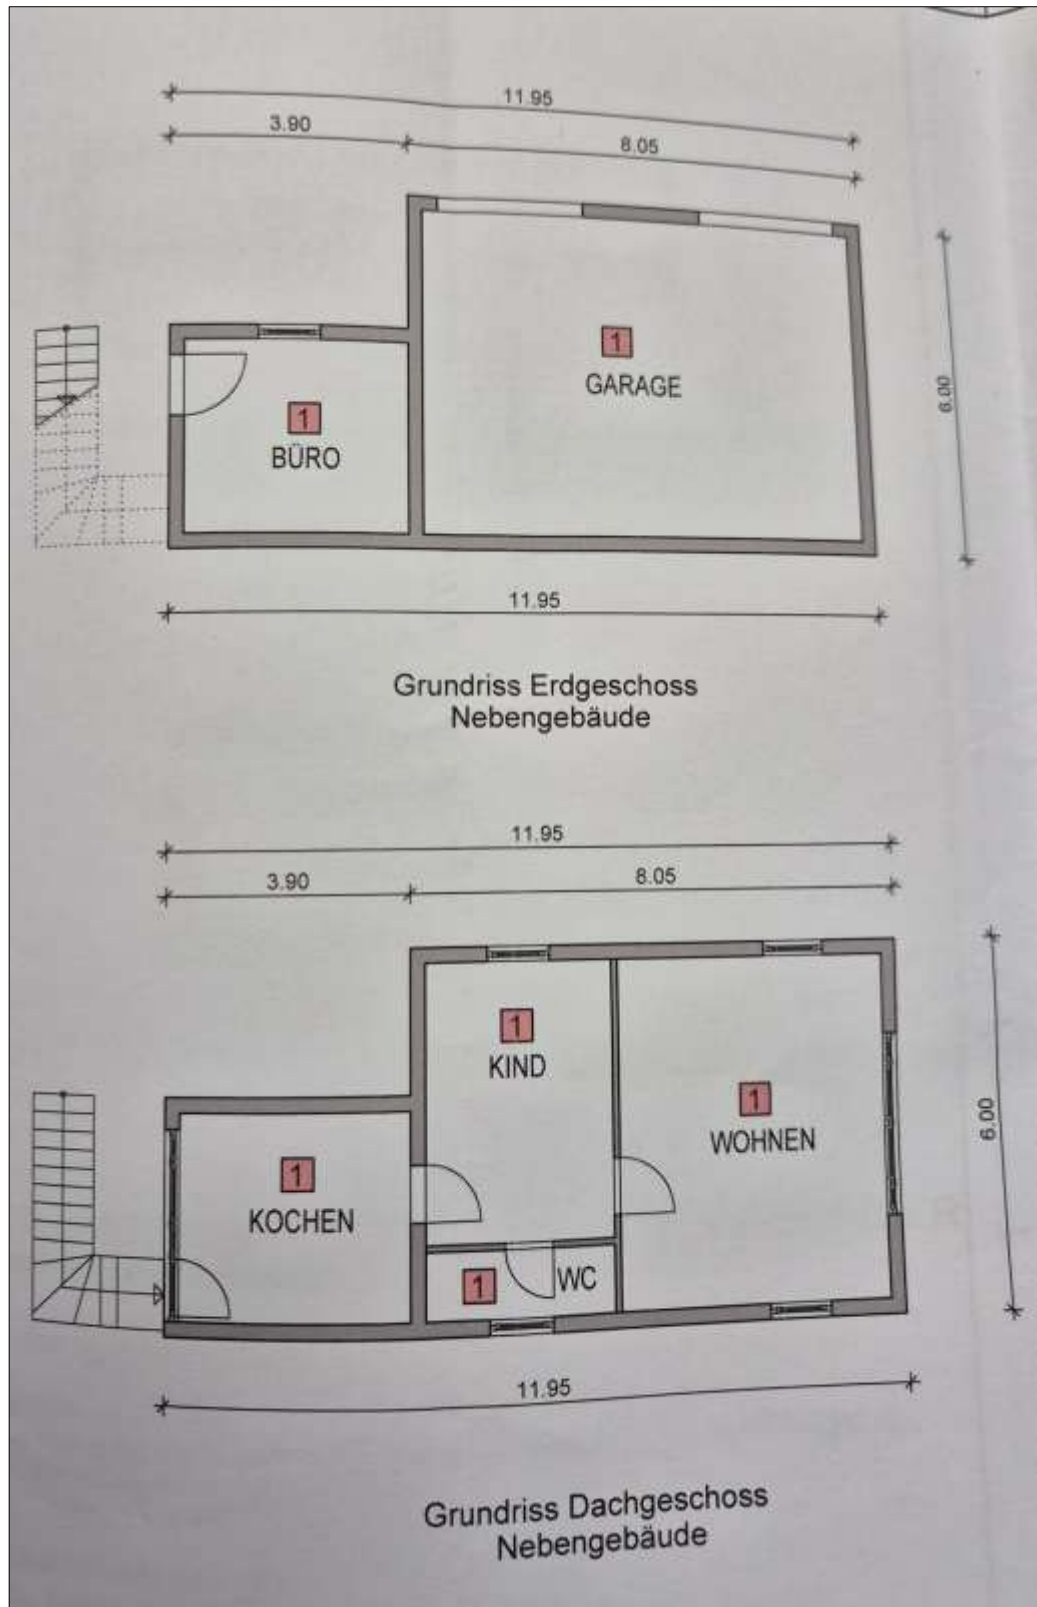 11.95
3.90
8.05
1
GARAGE
6.00
1
BÜRO
11.95
Grundriss Erdgeschoss
Nebengebäude
11.95
3.90
8.05
1
KIND
1
WOHNEN
6.00
1
KOCHEN
1
WC
11.95
Grundriss Dachgeschoss
Nebengebäude